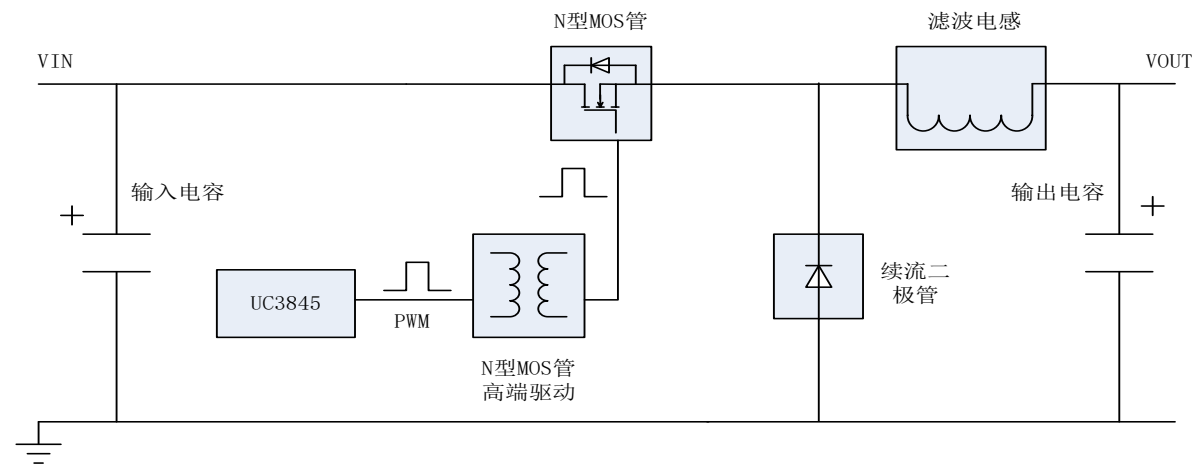 N型MOS管
滤波电感
VIN
VOUT
输入电容
+
输出电容
+
UC3845
PWM
续流二
极管
N型MOS管
高端驱动